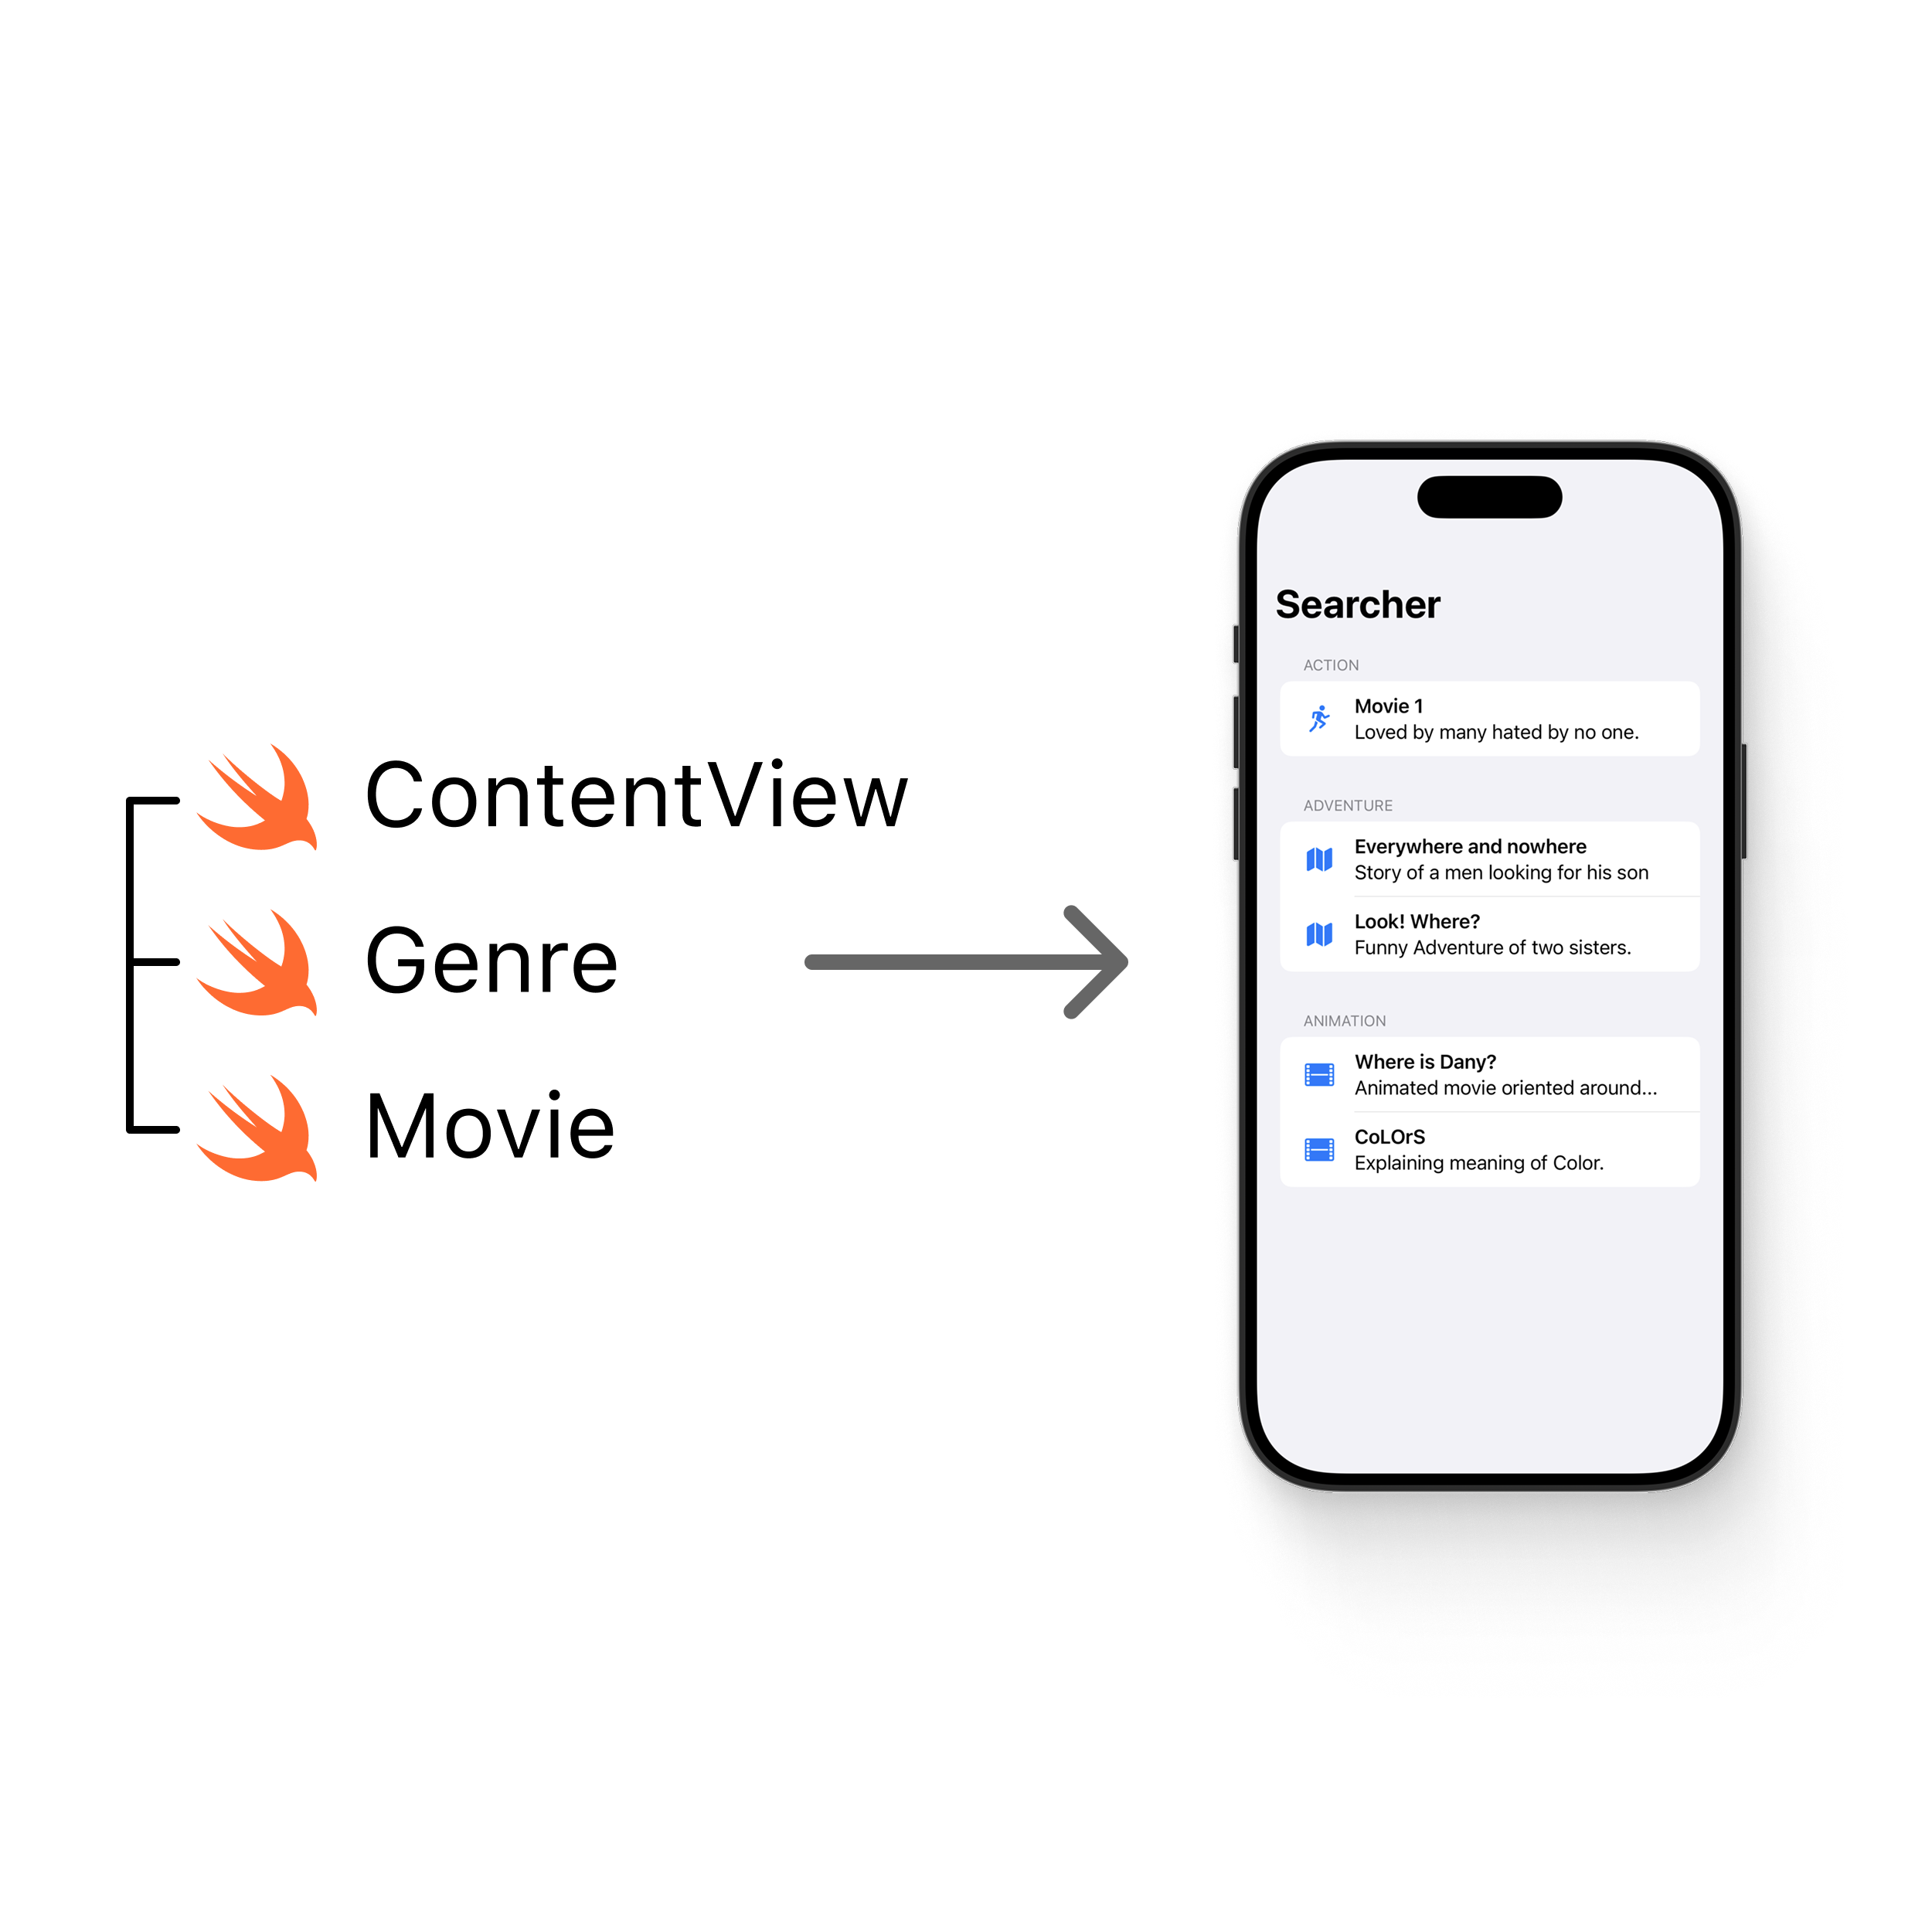 ContentView
Genre
Movie
Searcher
ACTION
Movie 1
Loved by many hated by no one.
ADVENTURE
Everywhere and nowhere
Story of a men looking for his son
Look! Where?
Funny Adventure of two sisters.
ANIMATION
Where is Dany?
Animated movie oriented around...
CoLOrS
Explaining meaning of Color.